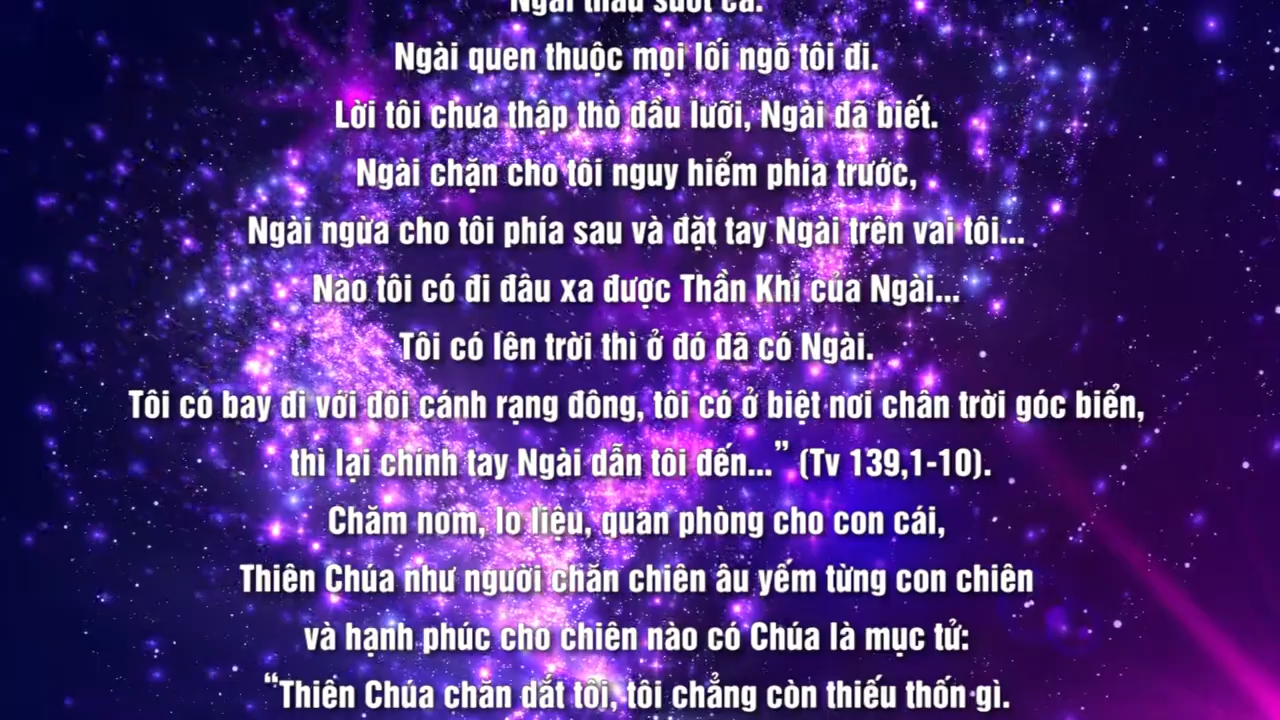 Ngài thấu suốt cả.
Ngài quen thuộc mọi lối ngõ tôi đi.
Lời tôi chưa thập thò đầu lưỡi, Ngài đã biết.
Ngài chặn cho tôi nguy hiểm phía trước,
Ngài ngừa cho tôi phía sau và đặt tay Ngài trên vai tôi...
Nào tôi có đi đâu xa được Thần Khí của Ngài...
Tôi có lên trời thì ở đó đã có Ngài.
Tôi có bay đi với đôi cánh rạng đông, tôi có ở biệt nơi chân trời góc biển,
thì lại chính tay Ngài dẫn tôi đến...” (Tv 139,1-10).
Chăm nom, lo liệu, quan phòng cho con cái,
Thiên Chúa như người chăn chiên âu yếm từng con chiên
và hạnh phúc cho chiên nào có Chúa là mục tử:
“Thiên Chúa chăn dắt tôi, tôi chẳng còn thiếu thốn gì.